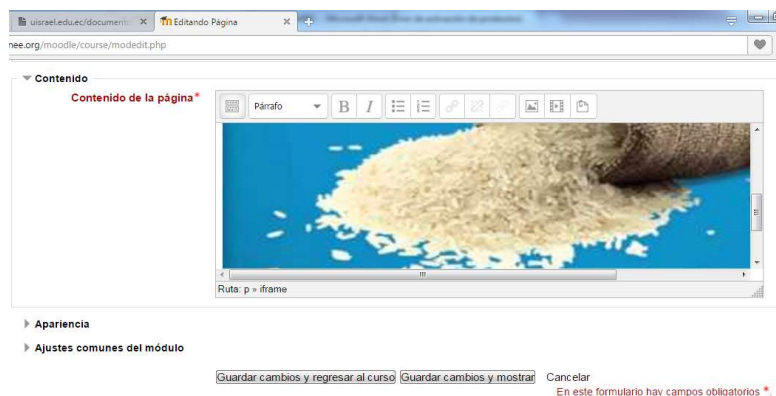 uisrael.edu.ec/documento
Editando Página
nee.org/moodle/course/modedit.php
Contenido
Contenido de la página*
Párrafo
B I
Ruta: p » iframe
Apariencia
Ajustes comunes del módulo
Guardar cambios y regresar al curso Guardar cambios y mostrar Cancelar
En este formulario hay campos obligatorios *.